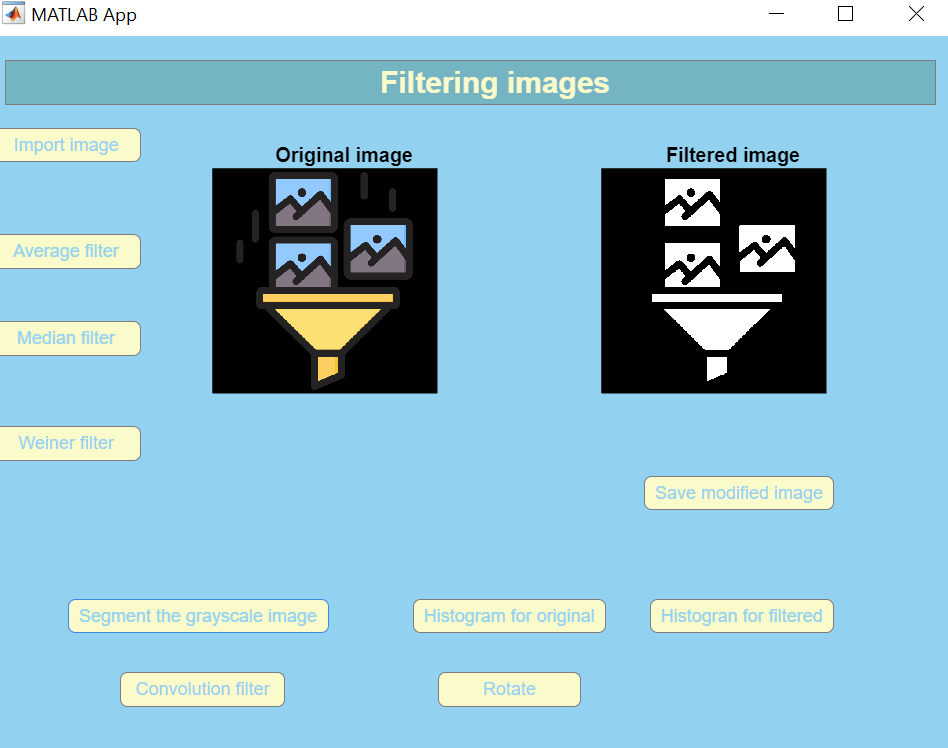 MATLAB App
Filtering images
Import image
Original image
Filtered image
Average filter
Median filter
Weiner filter
Save modified image
Segment the grayscale image
Histogram for original
Histogran for filtered
Convolution filter
Rotate